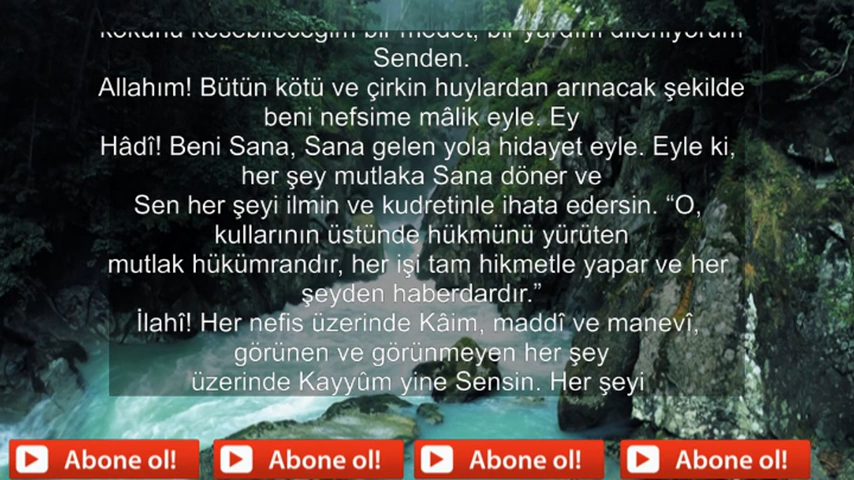 kökünü kesebileceğim bir medet, bir yardım dileniyorum
Senden.
Allahım! Bütün kötü ve çirkin huylardan arınacak şekilde
beni nefsime mâlik eyle. Ey
Hâdî! Beni Sana, Sana gelen yola hidayet eyle. Eyle ki,
her şey mutlaka Sana döner ve
Sen her şeyi ilmin ve kudretinle ihata edersin. “O,
kullarının üstünde hükmünü yürüten
mutlak hükümrandır, her işi tam hikmetle yapar ve her
şeyden haberdardır.”
İlahî! Her nefis üzerinde Kâim, maddî ve manevî,
görünen ve görünmeyen her şey
üzerinde Kayyûm yine Sensin. Her şeyi
Abone ol! Abone ol! Abone ol! Abone ol!